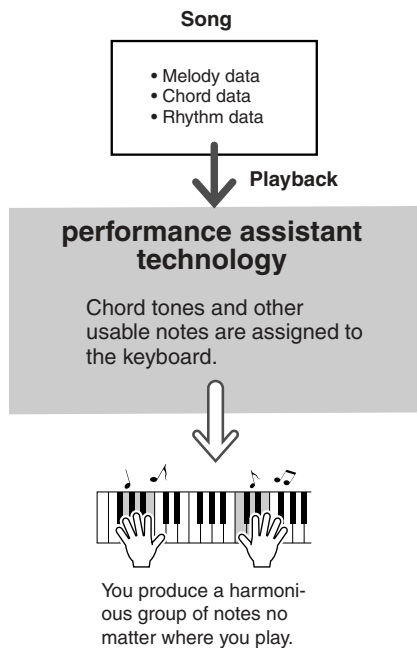 Song
• Melody data
• Chord data
• Rhythm data
Playback
performance assistant
technology
Chord tones and other
usable notes are assigned to
the keyboard.
You produce a harmoni-
ous group of notes no
matter where you play.